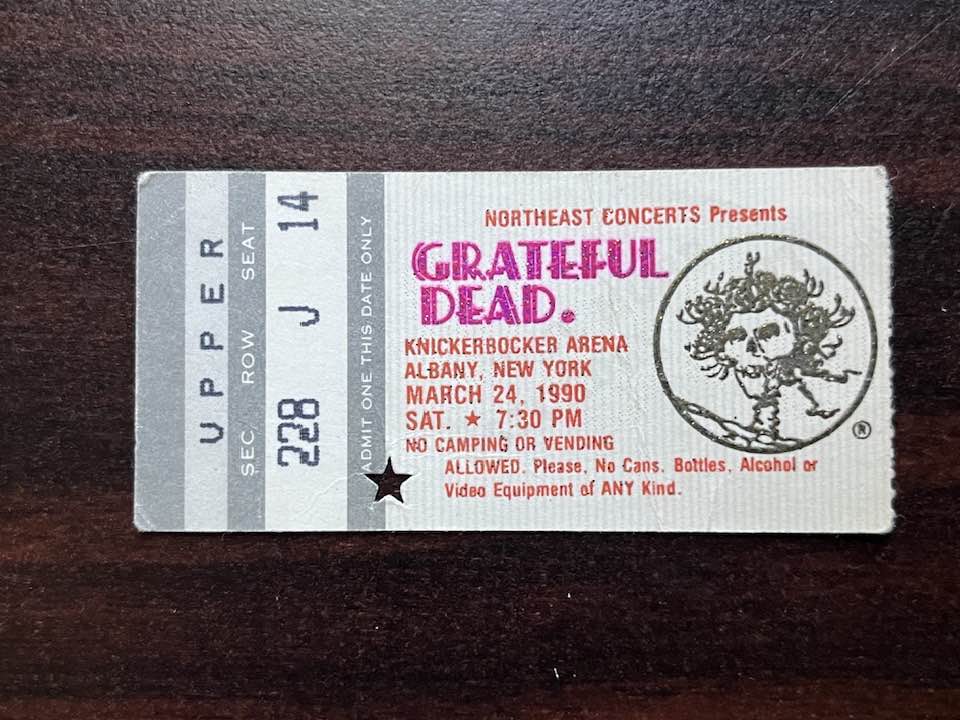 UPPER
SEC. ROW SEAT
228 J 14
ADMIT ONE THIS DATE ONLY
NORTHEAST CONCERTS Presents
GRATEFUL
DEAD.
KNICKERBOCKER ARENA
ALBANY, NEW YORK
MARCH 24, 1990
SAT. ★ 7:30 PM
NO CAMPING OR VENDING
ALLOWED. Please, No Cans, Bottles, Alcohol or
Video Equipment of ANY Kind.
®